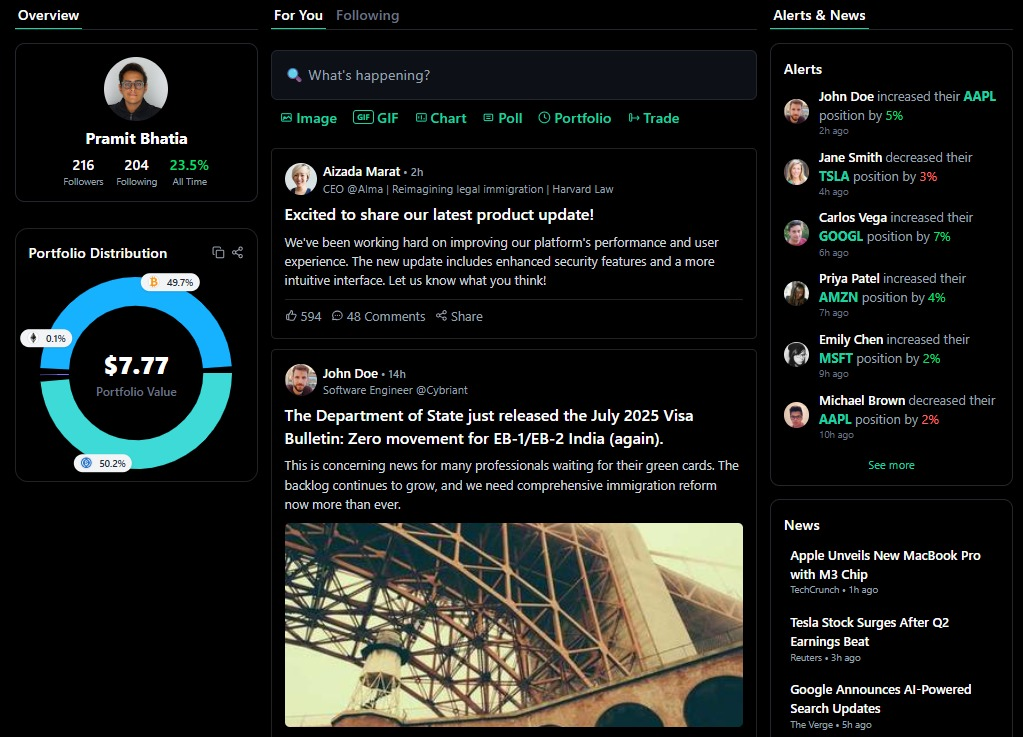 Overview
Pramit Bhatia
216 204 23.5%
Followers Following All Time
Portfolio Distribution
49.7%
0.1%
$7.77
Portfolio Value
50.2%
For You Following
What's happening?
Image GIF GIF Chart Poll Portfolio Trade
Aizada Marat • 2h
CEO @Alma | Reimagining legal immigration | Harvard Law
Excited to share our latest product update!
We've been working hard on improving our platform's performance and user
experience. The new update includes enhanced security features and a more
intuitive interface. Let us know what you think!
594 48 Comments Share
John Doe • 14h
Software Engineer @Cybriant
The Department of State just released the July 2025 Visa
Bulletin: Zero movement for EB-1/EB-2 India (again).
This is concerning news for many professionals waiting for their green cards. The
backlog continues to grow, and we need comprehensive immigration reform
now more than ever.
Alerts & News
Alerts
John Doe increased their AAPL
position by 5%
2h ago
Jane Smith decreased their
TSLA position by 3%
4h ago
Carlos Vega increased their
GOOGL position by 7%
6h ago
Priya Patel increased their
AMZN position by 4%
7h ago
Emily Chen increased their
MSFT position by 2%
9h ago
Michael Brown decreased their
AAPL position by 2%
10h ago
See more
News
Apple Unveils New MacBook Pro
with M3 Chip
TechCrunch • 1h ago
Tesla Stock Surges After Q2
Earnings Beat
Reuters • 3h ago
Google Announces AI-Powered
Search Updates
The Verge • 5h ago